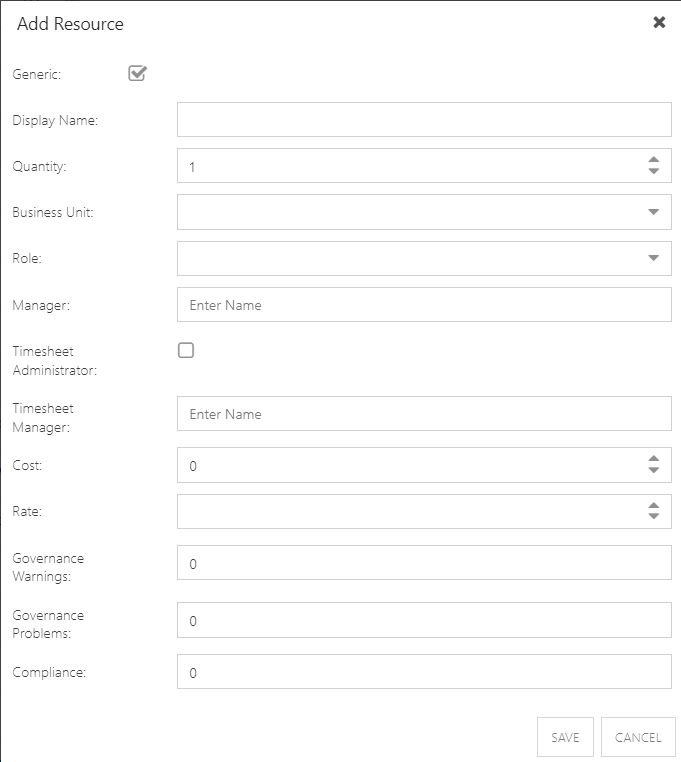 Add Resource
Generic:
Display Name:
Quantity: 1
Business Unit:
Role:
Manager: Enter Name
Timesheet
Administrator:
Timesheet
Manager: Enter Name
Cost: 0
Rate:
Governance
Warnings: 0
Governance
Problems: 0
Compliance: 0
SAVE CANCEL